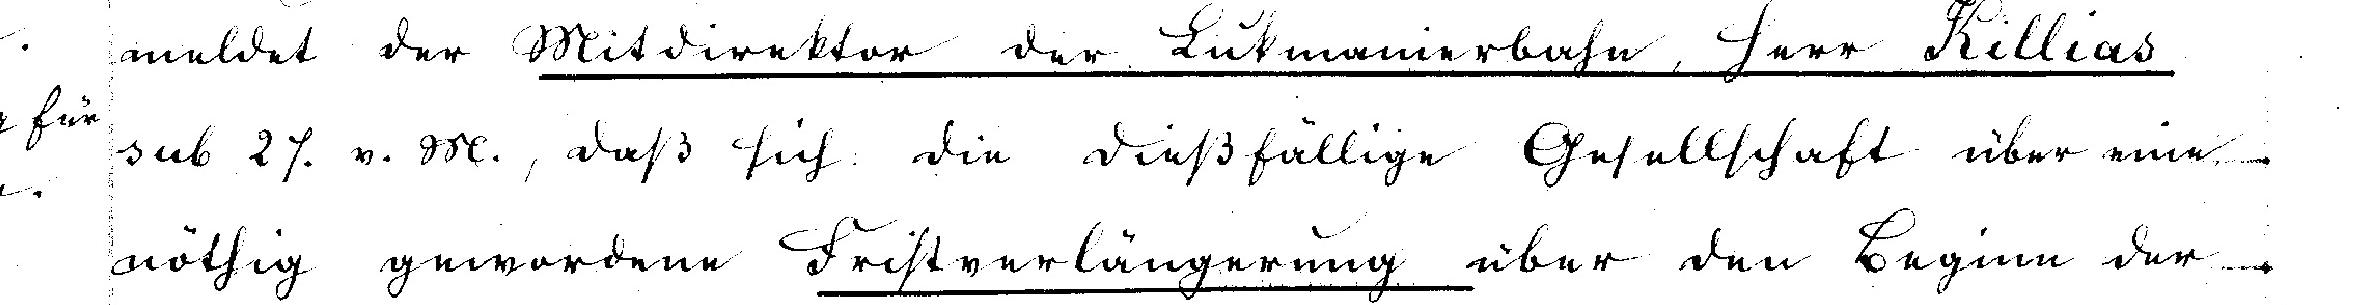 meldet der Mitdirektor der Lukmanierbahn, Herr Killias
für
sub 27. v. M., daß sich die dießfällige Gesellschaft über eine
nöthig gewordene Fristverlängerung über den Beginn der